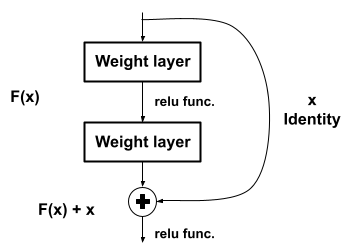 Weight layer
F(x)
relu func.
x
Identity
Weight layer
F(x) + x
relu func.